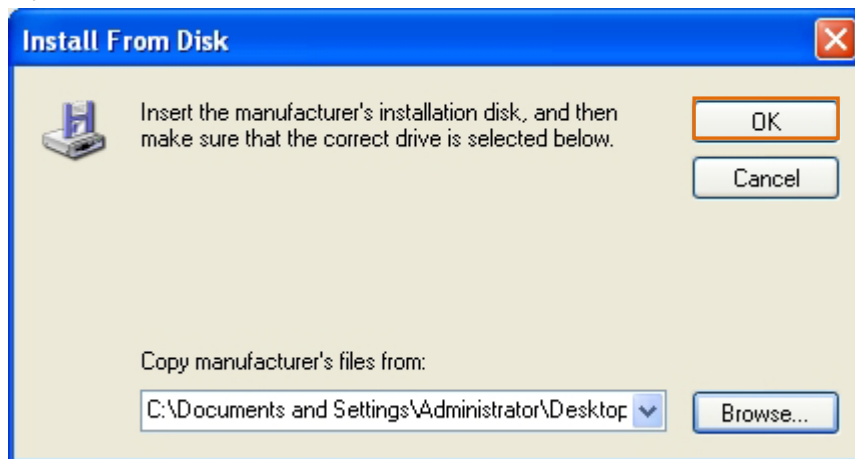 Install From Disk
Insert the manufacturer's installation disk, and then
make sure that the correct drive is selected below.
OK
Cancel
Copy manufacturer's files from:
C:\Documents and Settings\Administrator\Desktop
Browse...